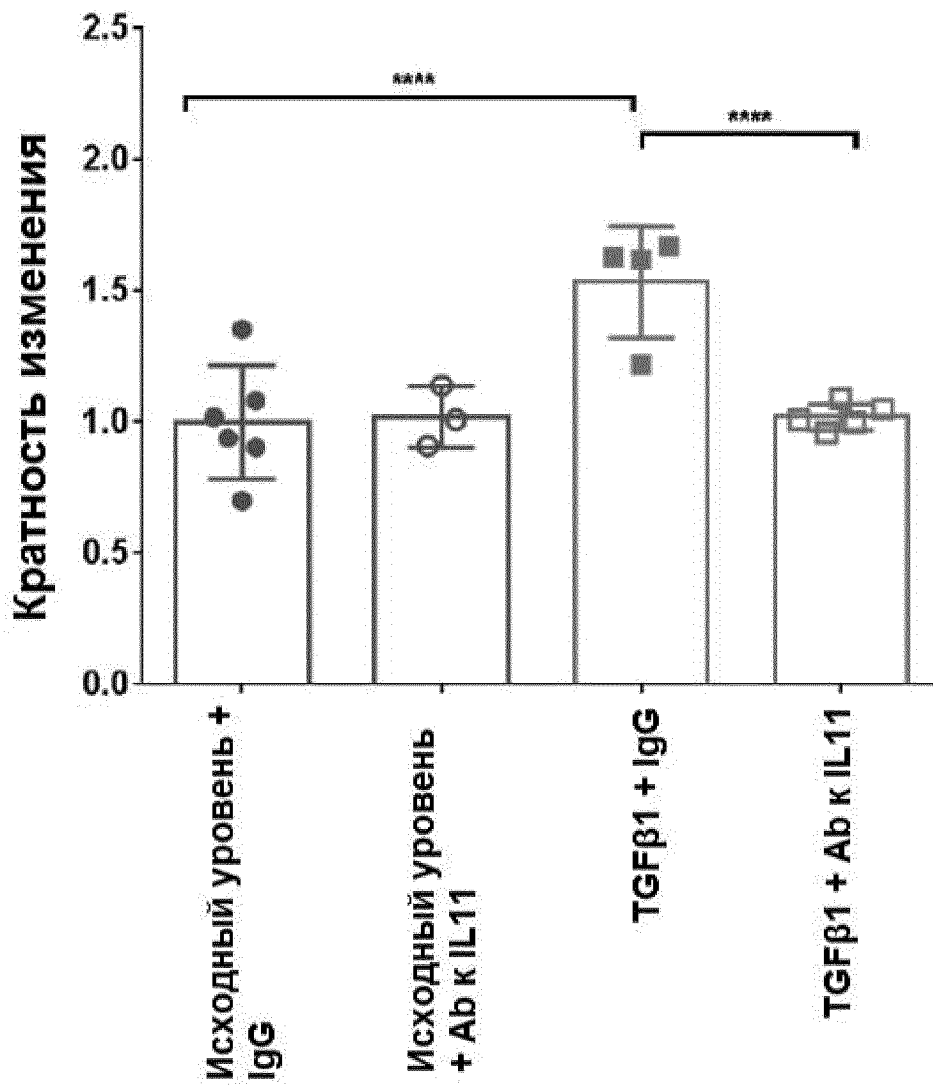 Кратность изменения
2.5
2.0
1.5
1.0
0.5
0.0
****
****
Исходный уровень +
IgG
Исходный уровень
+ Ab к IL11
TGFβ1 + IgG
TGFβ1 + Ab к IL11